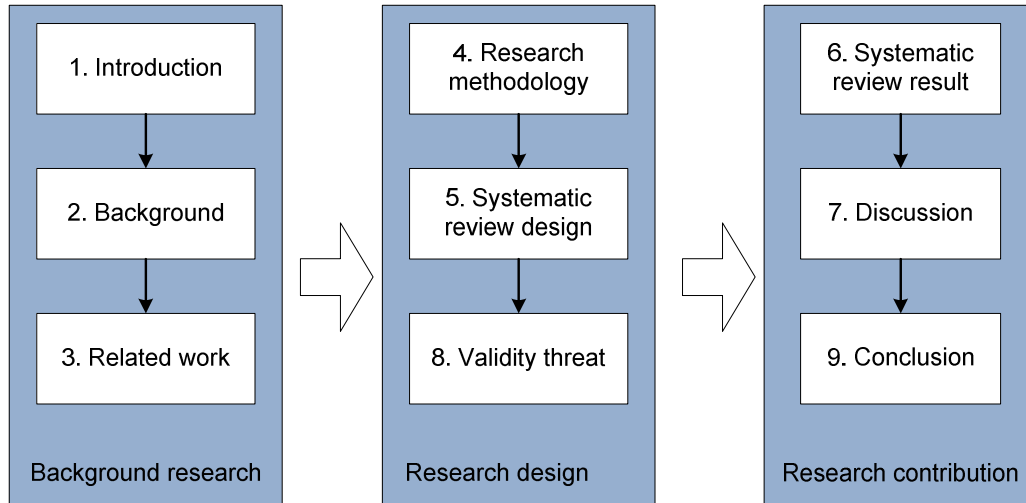 1. Introduction
2. Background
3. Related work
Background research
4. Research
methodology
5. Systematic
review design
8. Validity threat
Research design
6. Systematic
review result
7. Discussion
9. Conclusion
Research contribution